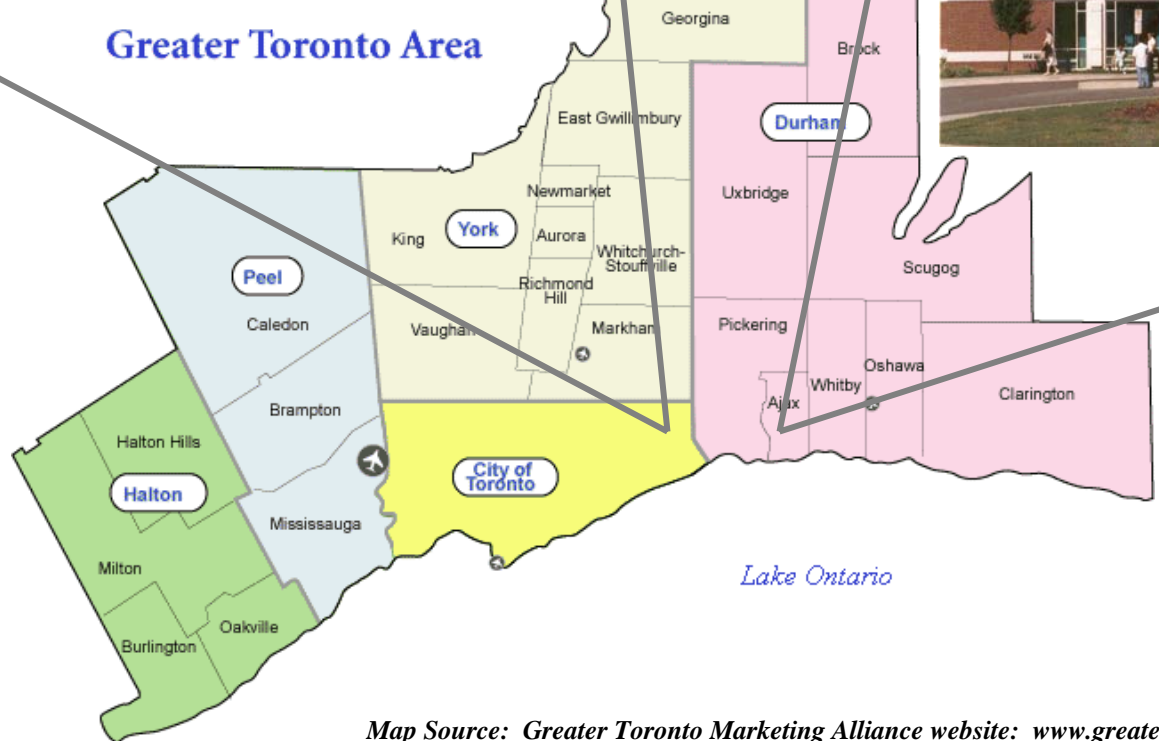 Georgina
Greater Toronto Area
Brock
East Gwillimbury
Durham
Newmarket
Uxbridge
King
York
Aurora
Whitchurch-
Stouffville
Peel
Richmond
Hill
Scugog
Caledon
Vaughan
Markham
Pickering
Oshawa
Whitby
Clarington
Ajax
Brampton
Halton Hills
City of
Toronto
Halton
Mississauga
Milton
Lake Ontario
Oakville
Burlington
Map Source: Greater Toronto Marketing Alliance website: www.greate